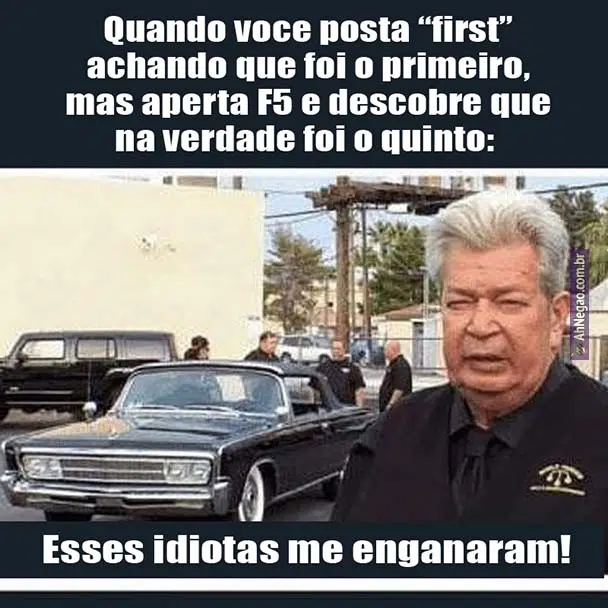 Quando voce posta “first”
achando que foi o primeiro,
mas aperta F5 e descobre que
na verdade foi o quinto:
AhNegao.com.br
Esses idiotas me enganaram!